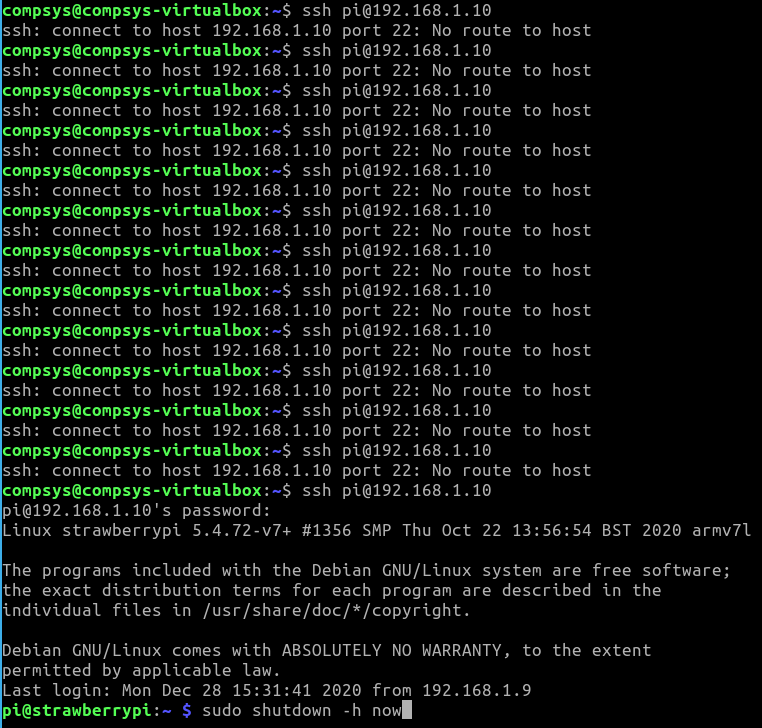 compsys@compsys-virtualbox:~$ ssh pi@192.168.1.10
ssh: connect to host 192.168.1.10 port 22: No route to host
compsys@compsys-virtualbox:~$ ssh pi@192.168.1.10
ssh: connect to host 192.168.1.10 port 22: No route to host
compsys@compsys-virtualbox:~$ ssh pi@192.168.1.10
ssh: connect to host 192.168.1.10 port 22: No route to host
compsys@compsys-virtualbox:~$ ssh pi@192.168.1.10
ssh: connect to host 192.168.1.10 port 22: No route to host
compsys@compsys-virtualbox:~$ ssh pi@192.168.1.10
ssh: connect to host 192.168.1.10 port 22: No route to host
compsys@compsys-virtualbox:~$ ssh pi@192.168.1.10
ssh: connect to host 192.168.1.10 port 22: No route to host
compsys@compsys-virtualbox:~$ ssh pi@192.168.1.10
ssh: connect to host 192.168.1.10 port 22: No route to host
compsys@compsys-virtualbox:~$ ssh pi@192.168.1.10
ssh: connect to host 192.168.1.10 port 22: No route to host
compsys@compsys-virtualbox:~$ ssh pi@192.168.1.10
ssh: connect to host 192.168.1.10 port 22: No route to host
compsys@compsys-virtualbox:~$ ssh pi@192.168.1.10
ssh: connect to host 192.168.1.10 port 22: No route to host
compsys@compsys-virtualbox:~$ ssh pi@192.168.1.10
ssh: connect to host 192.168.1.10 port 22: No route to host
compsys@compsys-virtualbox:~$ ssh pi@192.168.1.10
ssh: connect to host 192.168.1.10 port 22: No route to host
compsys@compsys-virtualbox:~$ ssh pi@192.168.1.10
pi@192.168.1.10's password:
Linux strawberrypi 5.4.72-v7+ #1356 SMP Thu Oct 22 13:56:54 BST 2020 armv7l

The programs included with the Debian GNU/Linux system are free software;
the exact distribution terms for each program are described in the
individual files in /usr/share/doc/*/copyright.

Debian GNU/Linux comes with ABSOLUTELY NO WARRANTY, to the extent
permitted by applicable law.
Last login: Mon Dec 28 15:31:41 2020 from 192.168.1.9
pi@strawberrypi:~ $ sudo shutdown -h now